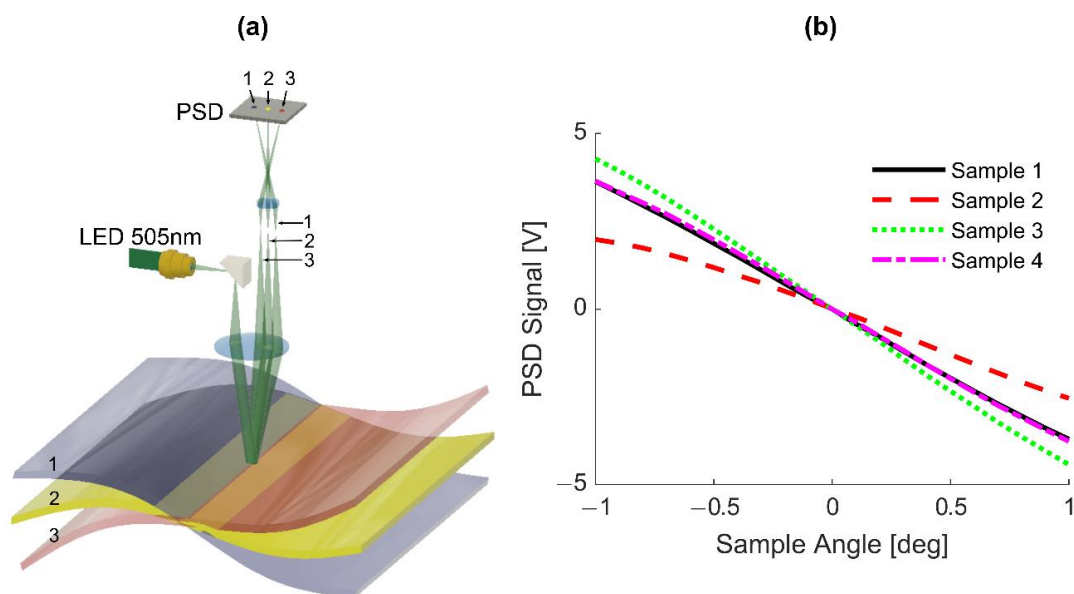 (a)
1 2 3
PSD
1
2
3
LED 505nm
1
2
3
(b)
PSD Signal [V]
5
0
−5
Sample 1
Sample 2
Sample 3
Sample 4
−1 −0.5 0 0.5 1
Sample Angle [deg]